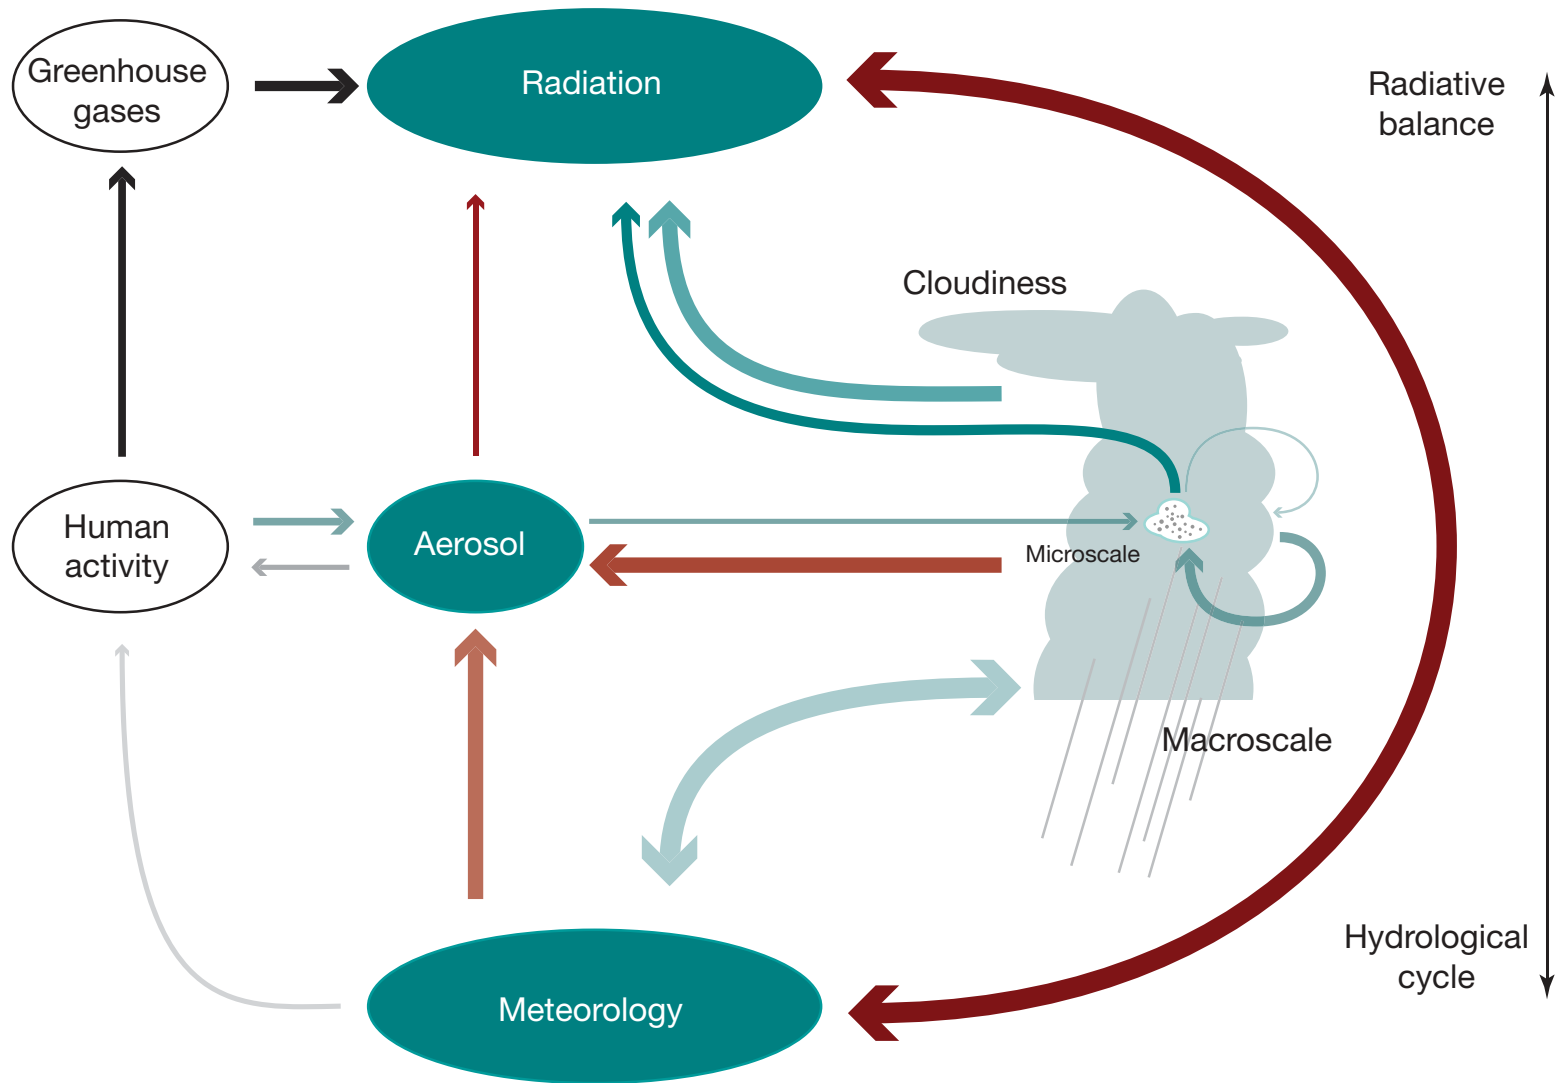 Greenhouse
gases
Radiation
Radiative
balance
Cloudiness
Human
activity
Aerosol
Microscale
Macroscale
Hydrological
cycle
Meteorology